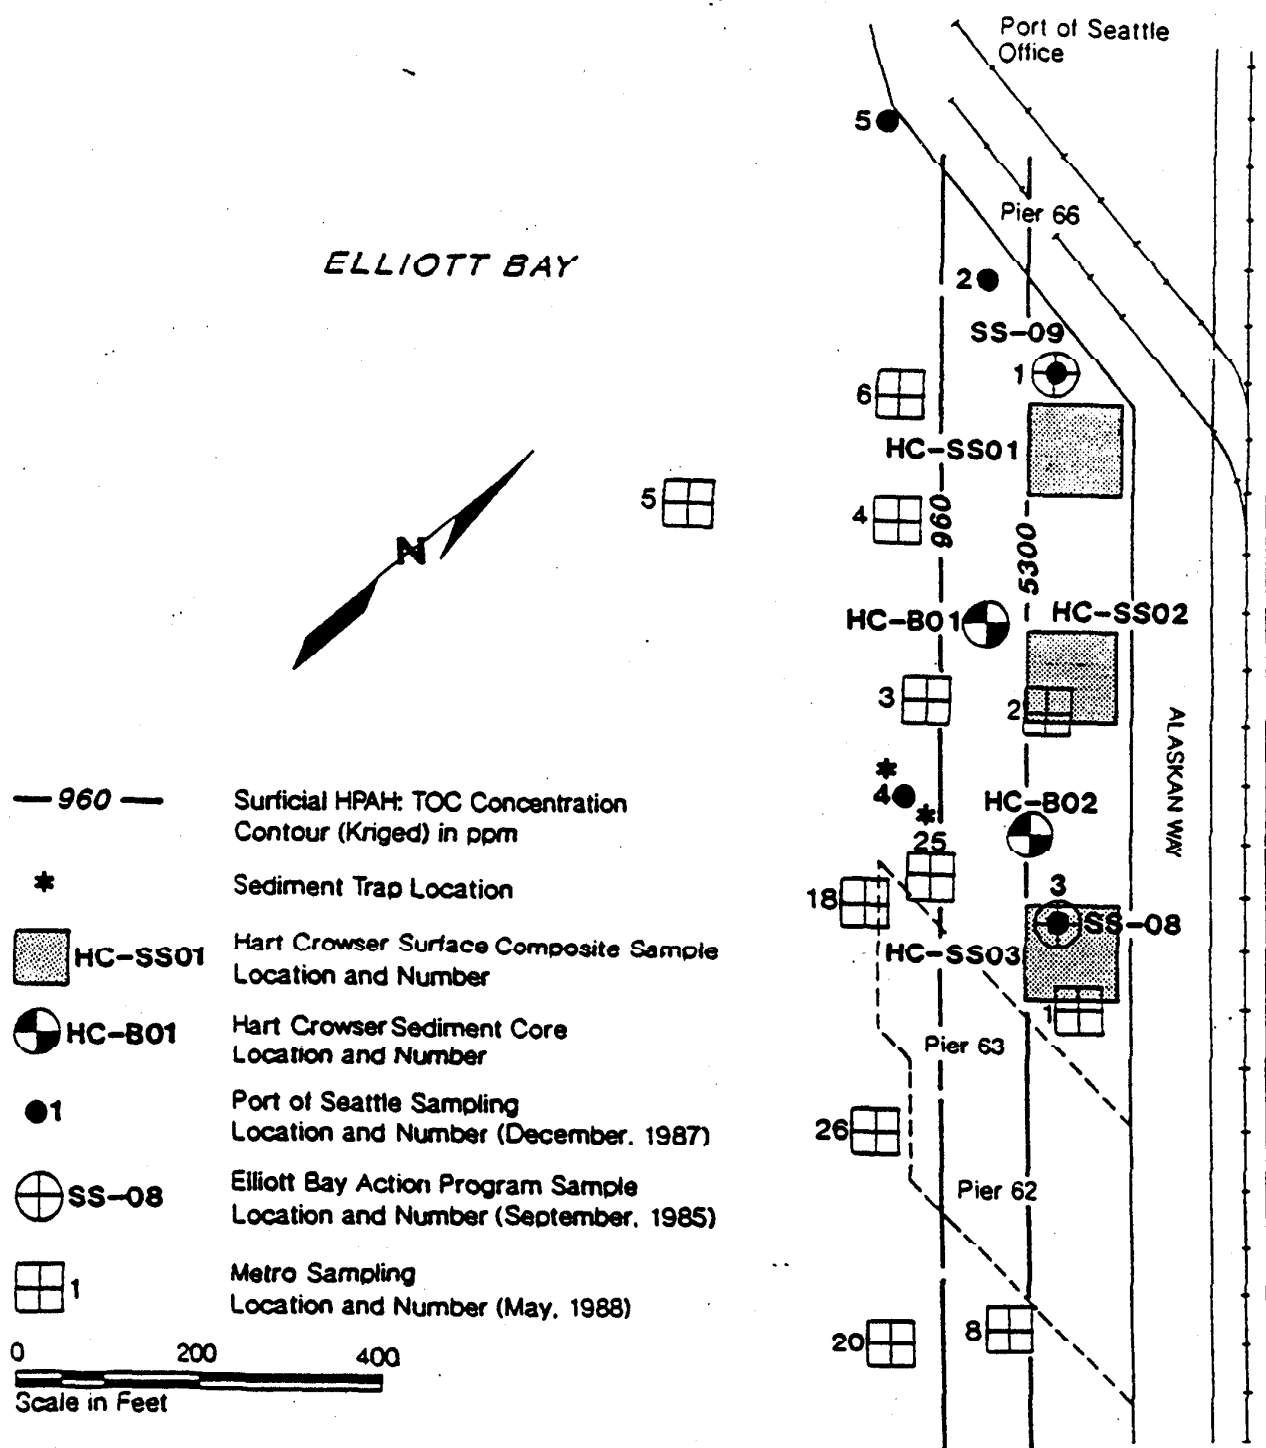 Port of Seattle
Office
5
Pier 66
ELLIOTT BAY
2
SS-09
1
6
HC-SS01
5
4
960
5300
N
HC-B01
HC-SS02
3
2
ALASKAN WAY
*
4
*
HC-B02
25
18
3
SS-08
HC-SS03
1
Pier 63
26
Pier 62
20
8
960
Surficial HPAH: TOC Concentration
Contour (Kriged) in ppm
*
Sediment Trap Location
HC-SS01
Hart Crowser Surface Composite Sample
Location and Number
HC-B01
Hart Crowser Sediment Core
Location and Number
1
Port of Seattle Sampling
Location and Number (December, 1987)
SS-08
Elliott Bay Action Program Sample
Location and Number (September, 1985)
1
Metro Sampling
Location and Number (May, 1988)
0 200 400
Scale in Feet